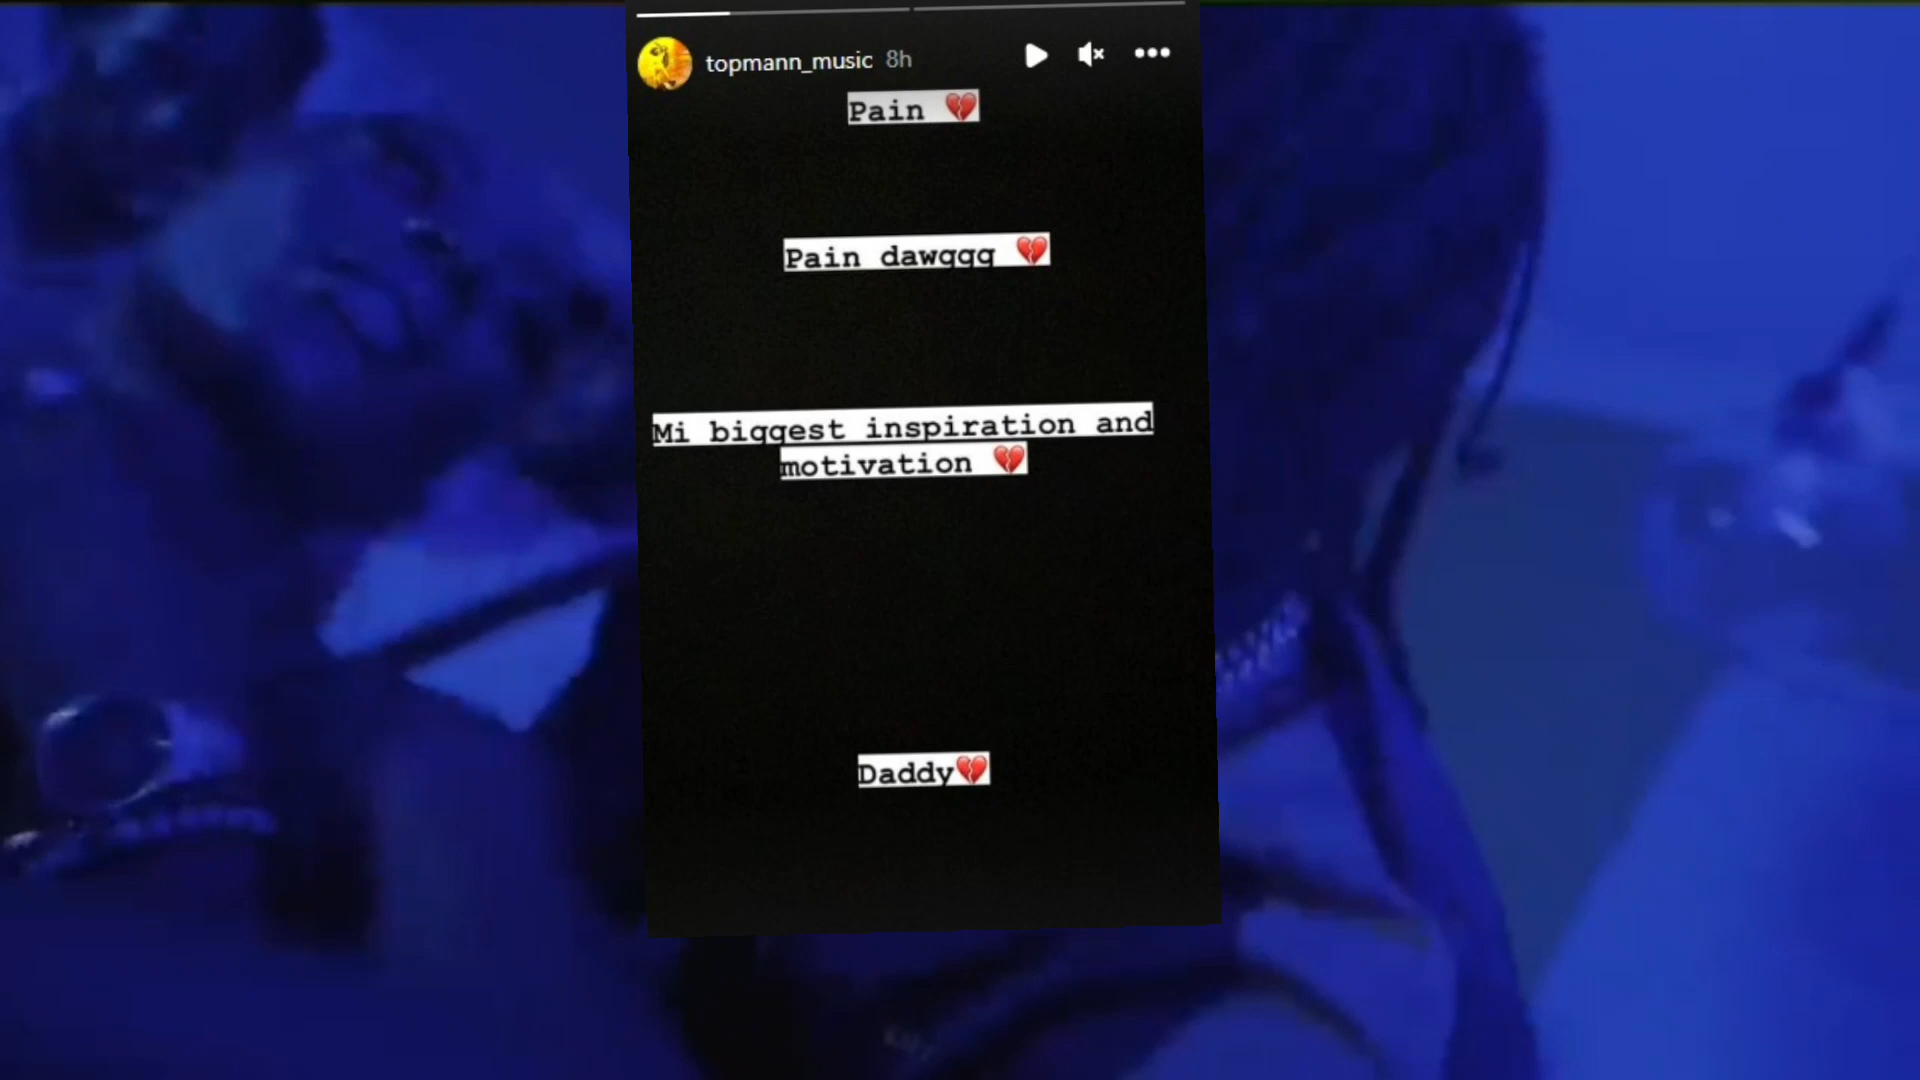 topmann_music 8h
Pain 💔
Pain dawggg 💔
Mi biggest inspiration and
motivation 💔
Daddy💔